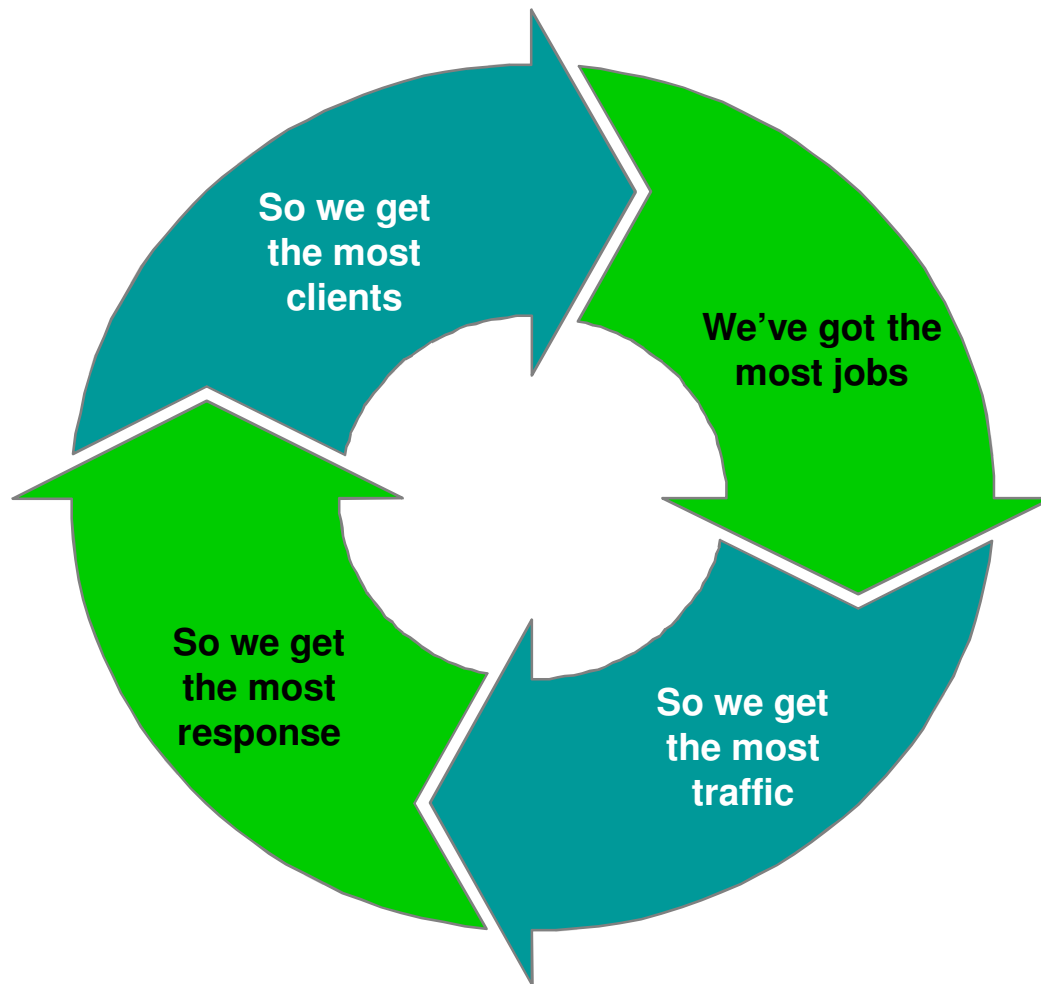 So we get
the most
clients
We’ve got the
most jobs
So we get
the most
response
So we get
the most
traffic